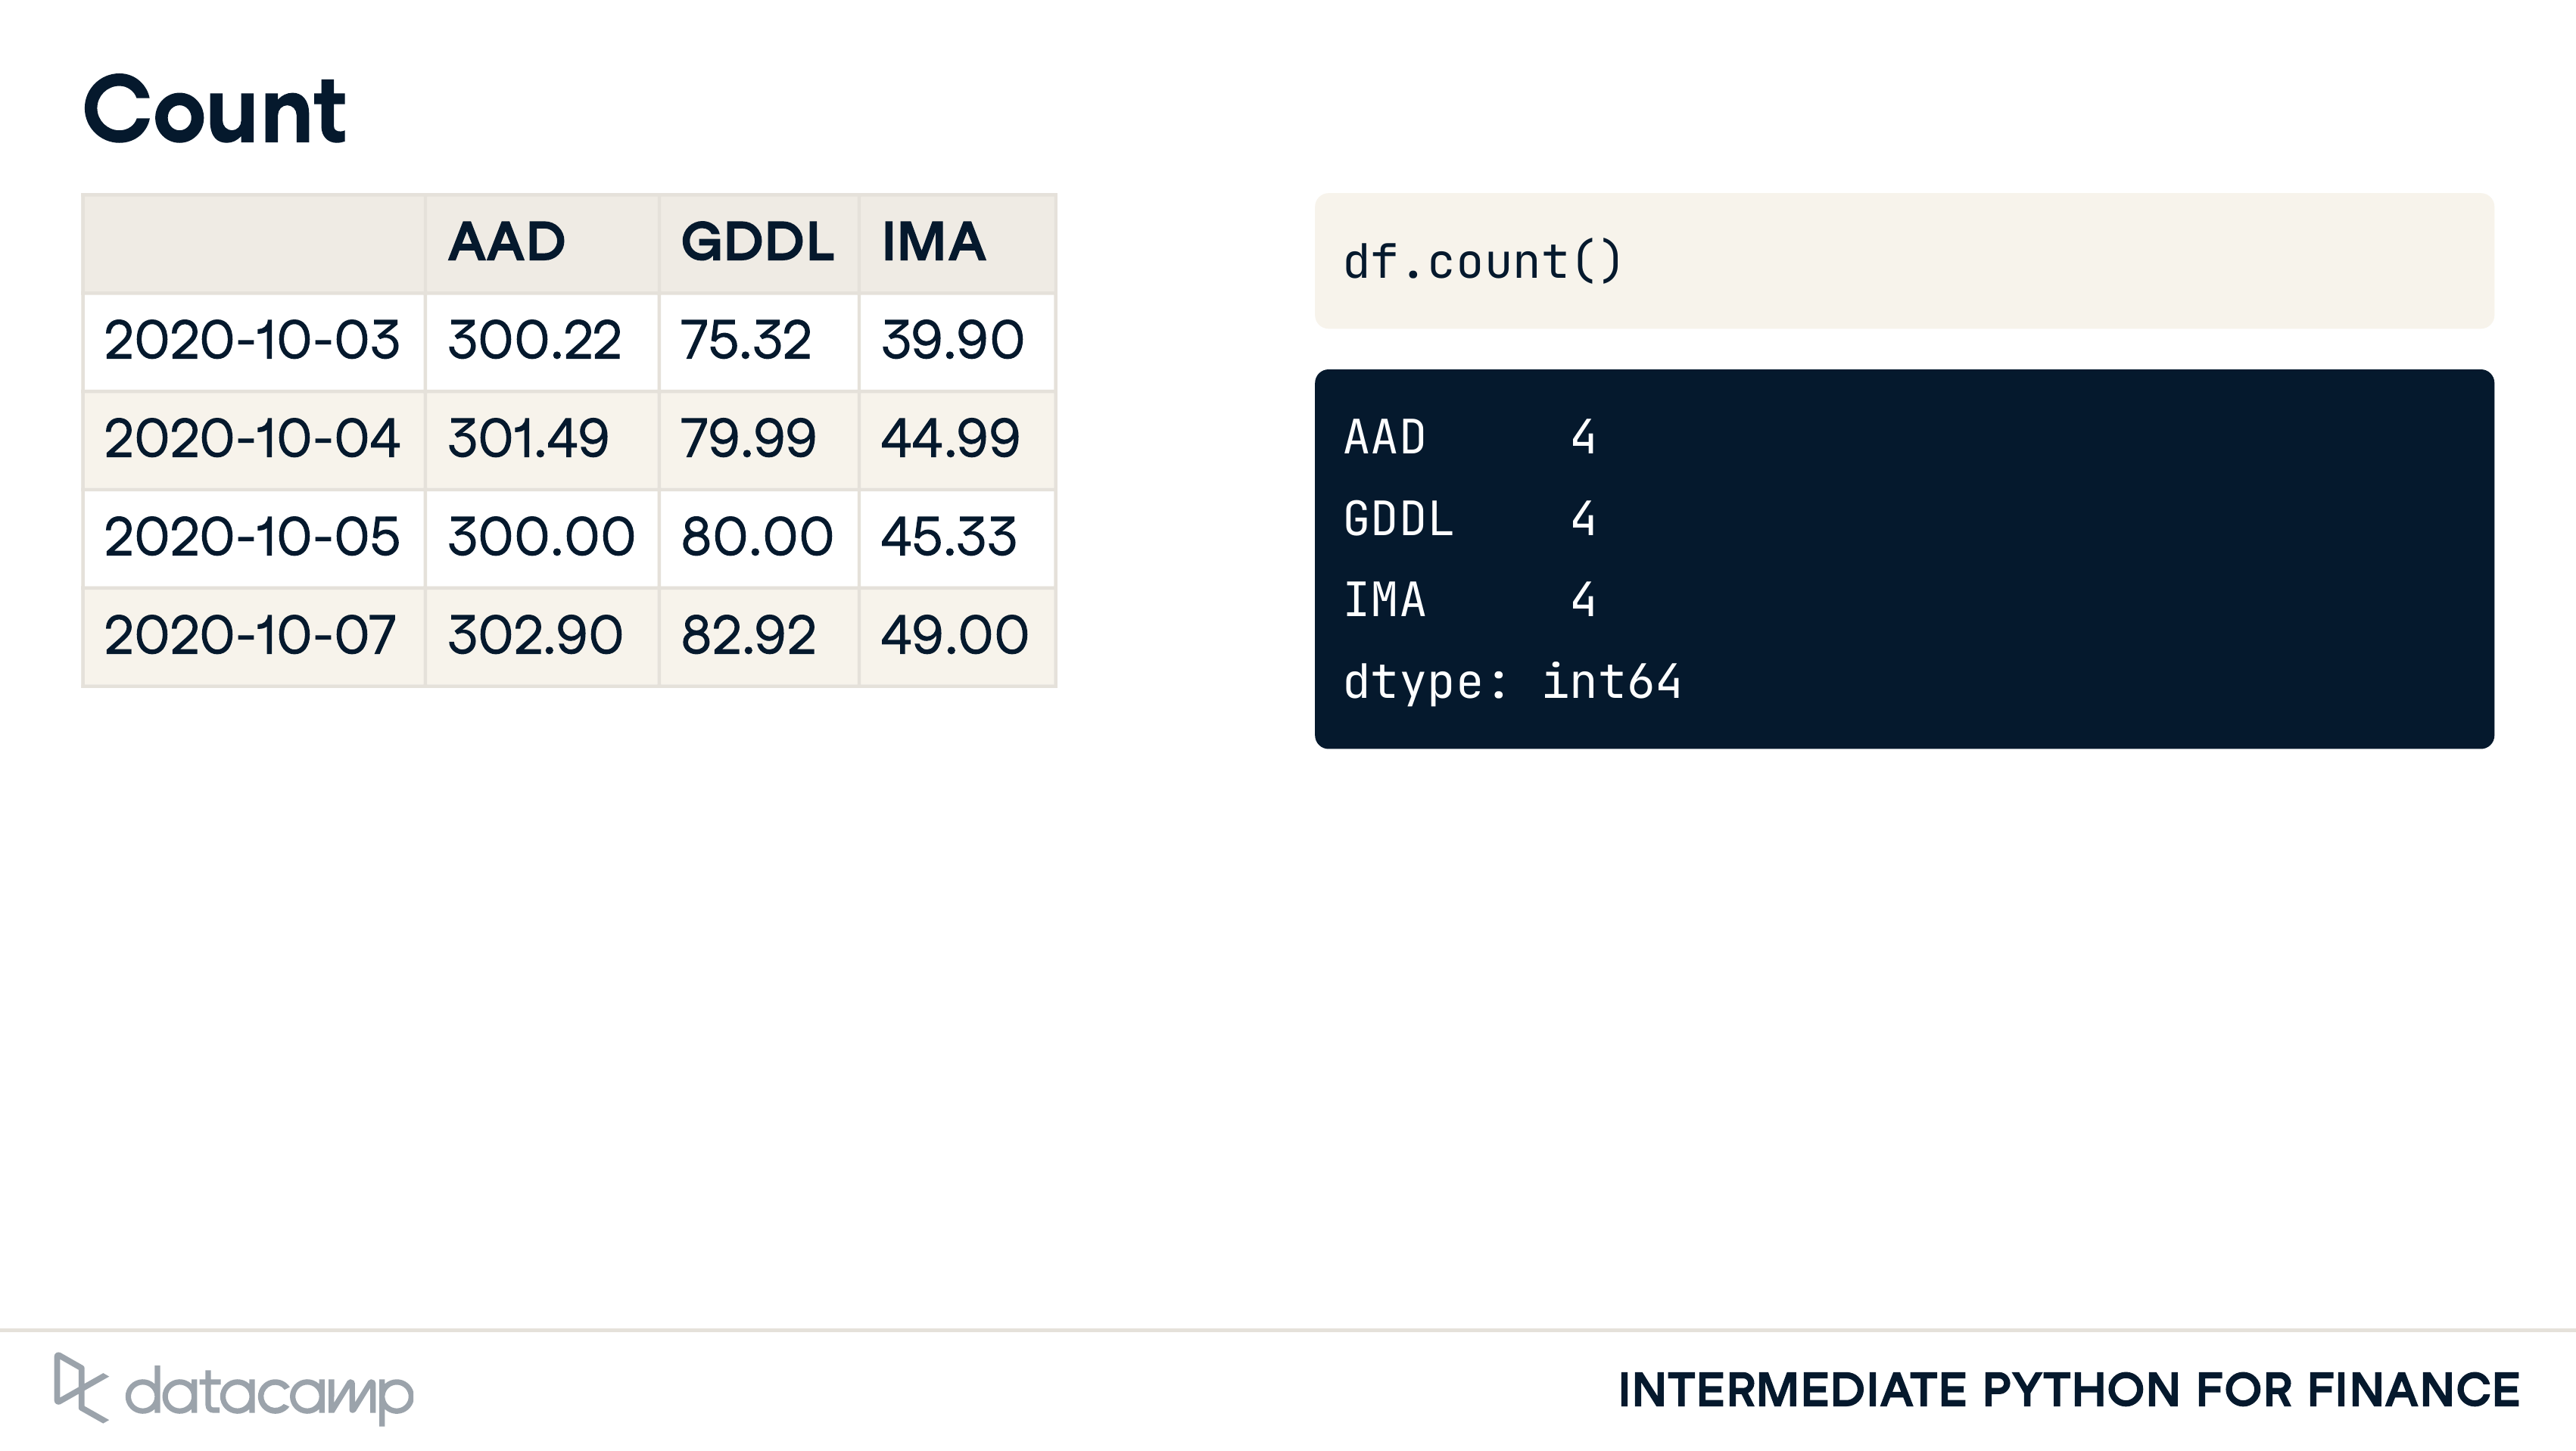 Count
AAD GDDL IMA
2020-10-03 300.22 75.32 39.90
2020-10-04 301.49 79.99 44.99
2020-10-05 300.00 80.00 45.33
2020-10-07 302.90 82.92 49.00
df.count()
AAD 4
GDDL 4
IMA 4
dtype: int64
datacamp
INTERMEDIATE PYTHON FOR FINANCE